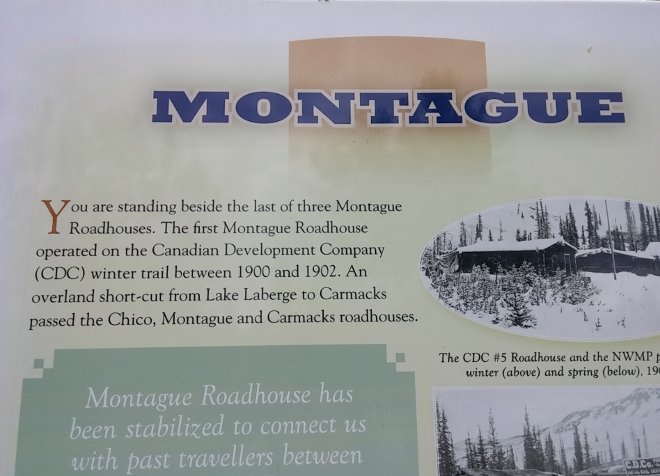 MONTAGUE
You are standing beside the last of three Montague
Roadhouses. The first Montague Roadhouse
operated on the Canadian Development Company
(CDC) winter trail between 1900 and 1902. An
overland short-cut from Lake Laberge to Carmacks
passed the Chico, Montague and Carmacks roadhouses.
The CDC #5 Roadhouse and the NWMP
winter (above) and spring (below),
Montague Roadhouse has
been stabilized to connect us
with past travellers between
C.D.Co